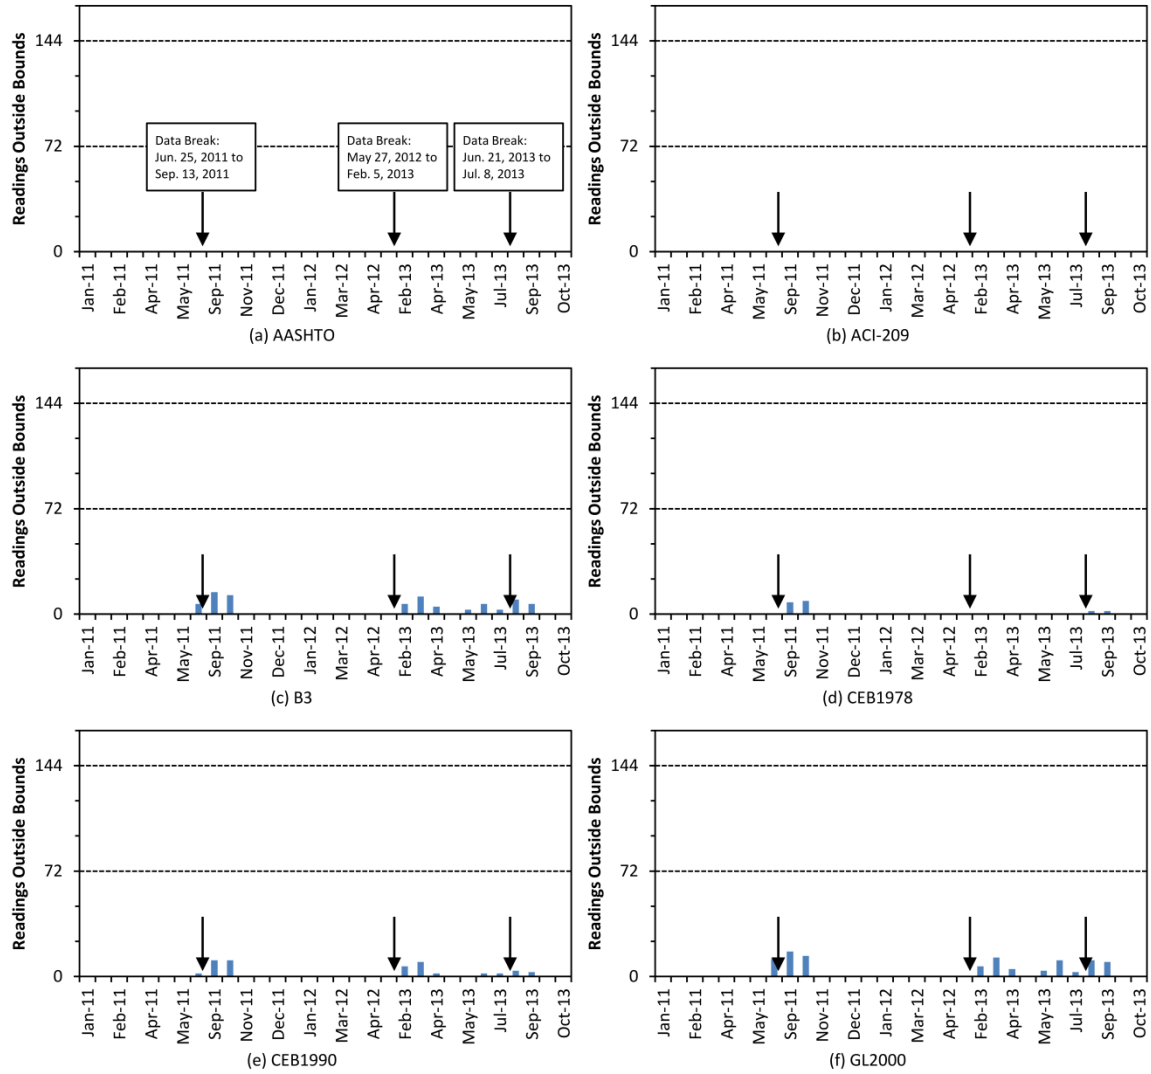 Readings Outside Bounds
144
72
0
Data Break:
Jun. 25, 2011 to
Sep. 13, 2011
Data Break:
May 27, 2012 to
Feb. 5, 2013
Data Break:
Jun. 21, 2013 to
Jul. 8, 2013
Jan-11
Feb-11
Apr-11
May-11
Sep-11
Nov-11
Dec-11
Jan-12
Mar-12
Apr-12
Feb-13
Apr-13
May-13
Jul-13
Sep-13
Oct-13
(a) AASHTO
Readings Outside Bounds
144
72
0
Jan-11
Feb-11
Apr-11
May-11
Sep-11
Nov-11
Dec-11
Jan-12
Mar-12
Apr-12
Feb-13
Apr-13
May-13
Jul-13
Sep-13
Oct-13
(b) ACI-209
Readings Outside Bounds
144
72
0
Jan-11
Feb-11
Apr-11
May-11
Sep-11
Nov-11
Dec-11
Jan-12
Mar-12
Apr-12
Feb-13
Apr-13
May-13
Jul-13
Sep-13
Oct-13
(c) B3
Readings Outside Bounds
144
72
0
Jan-11
Feb-11
Apr-11
May-11
Sep-11
Nov-11
Dec-11
Jan-12
Mar-12
Apr-12
Feb-13
Apr-13
May-13
Jul-13
Sep-13
Oct-13
(d) CEB1978
Readings Outside Bounds
144
72
0
Jan-11
Feb-11
Apr-11
May-11
Sep-11
Nov-11
Dec-11
Jan-12
Mar-12
Apr-12
Feb-13
Apr-13
May-13
Jul-13
Sep-13
Oct-13
(e) CEB1990
Readings Outside Bounds
144
72
0
Jan-11
Feb-11
Apr-11
May-11
Sep-11
Nov-11
Dec-11
Jan-12
Mar-12
Apr-12
Feb-13
Apr-13
May-13
Jul-13
Sep-13
Oct-13
(f) GL2000